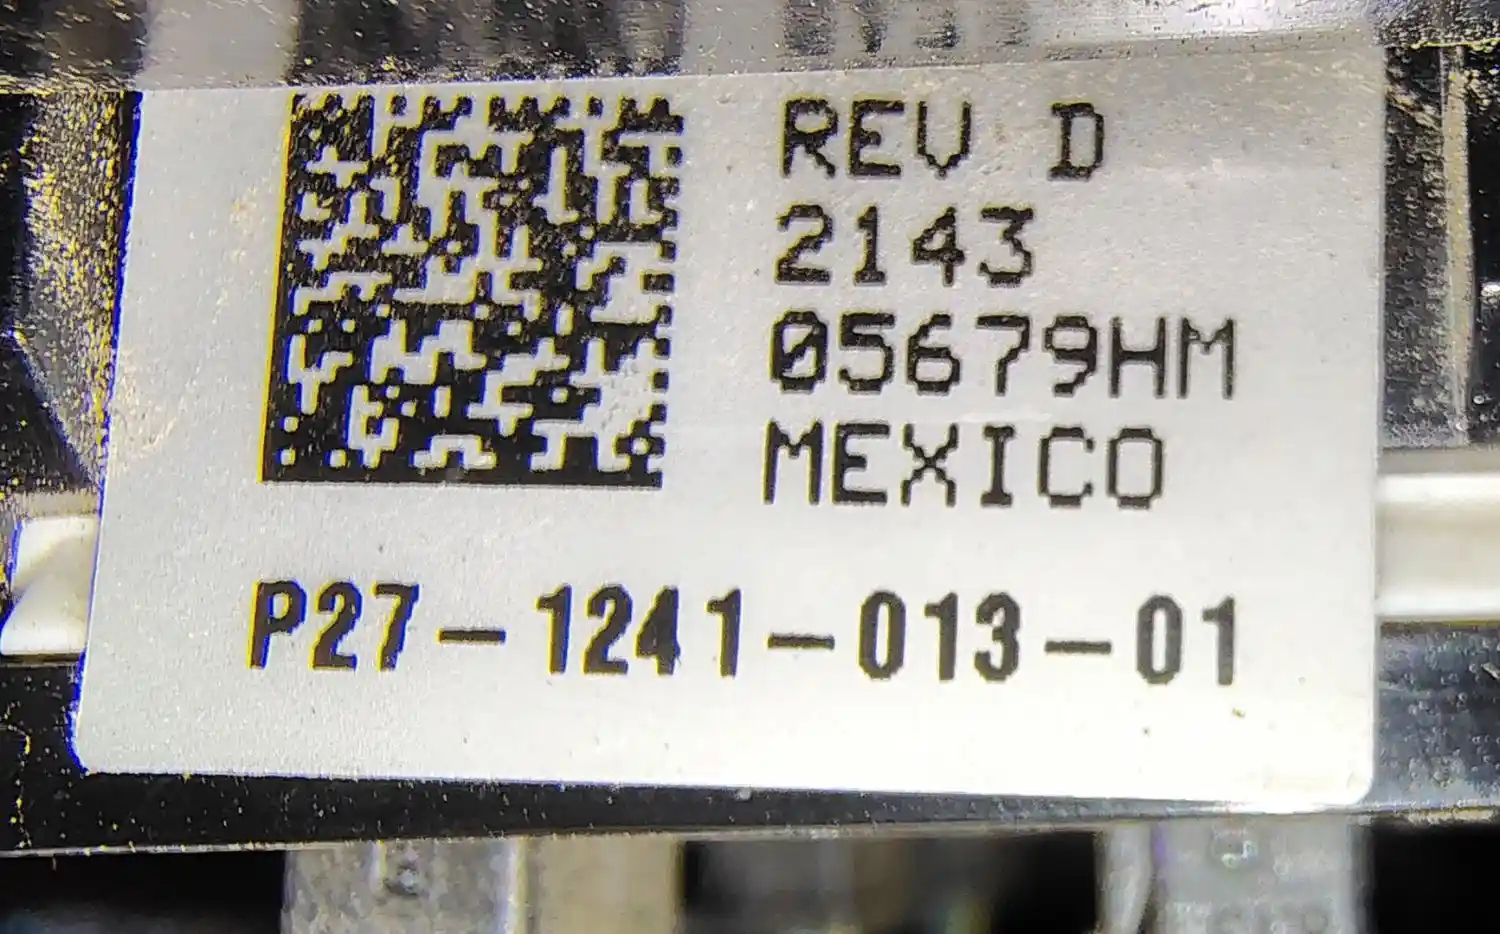 REV D
2143
05679HM
MEXICO
P27-1241-013-01